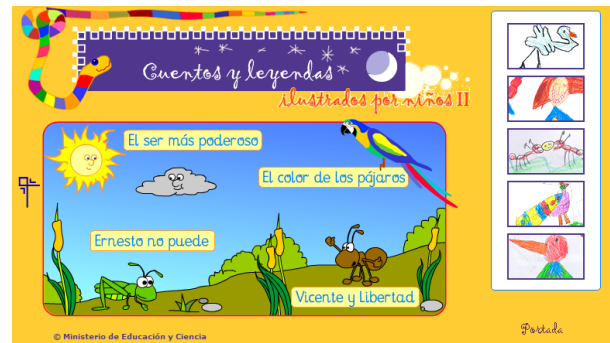 Cuentos y leyendas
ilustrados por niños II
El ser más poderoso
El color de los pájaros
Ernesto no puede
Vicente y Libertad
Portada
© Ministerio de Educación y Ciencia